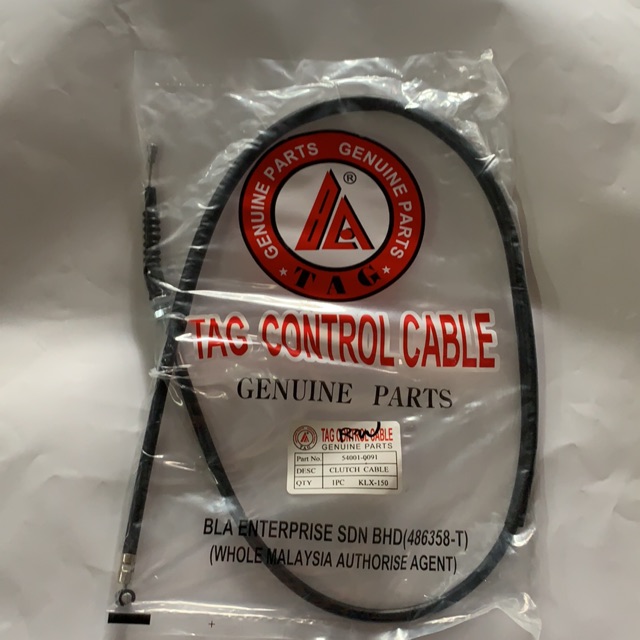 GENUINE PARTS GENUINE PARTS
®
BLA
★ TAG ★
TAG CONTROL CABLE
GENUINE PARTS
TAG CONTROL CABLE
GENUINE PARTS
Part No. 54001-0091
DESC CLUTCH CABLE
QTY 1PC KLX-150
BLA ENTERPRISE SDN BHD(486358-T)
(WHOLE MALAYSIA AUTHORISE AGENT)